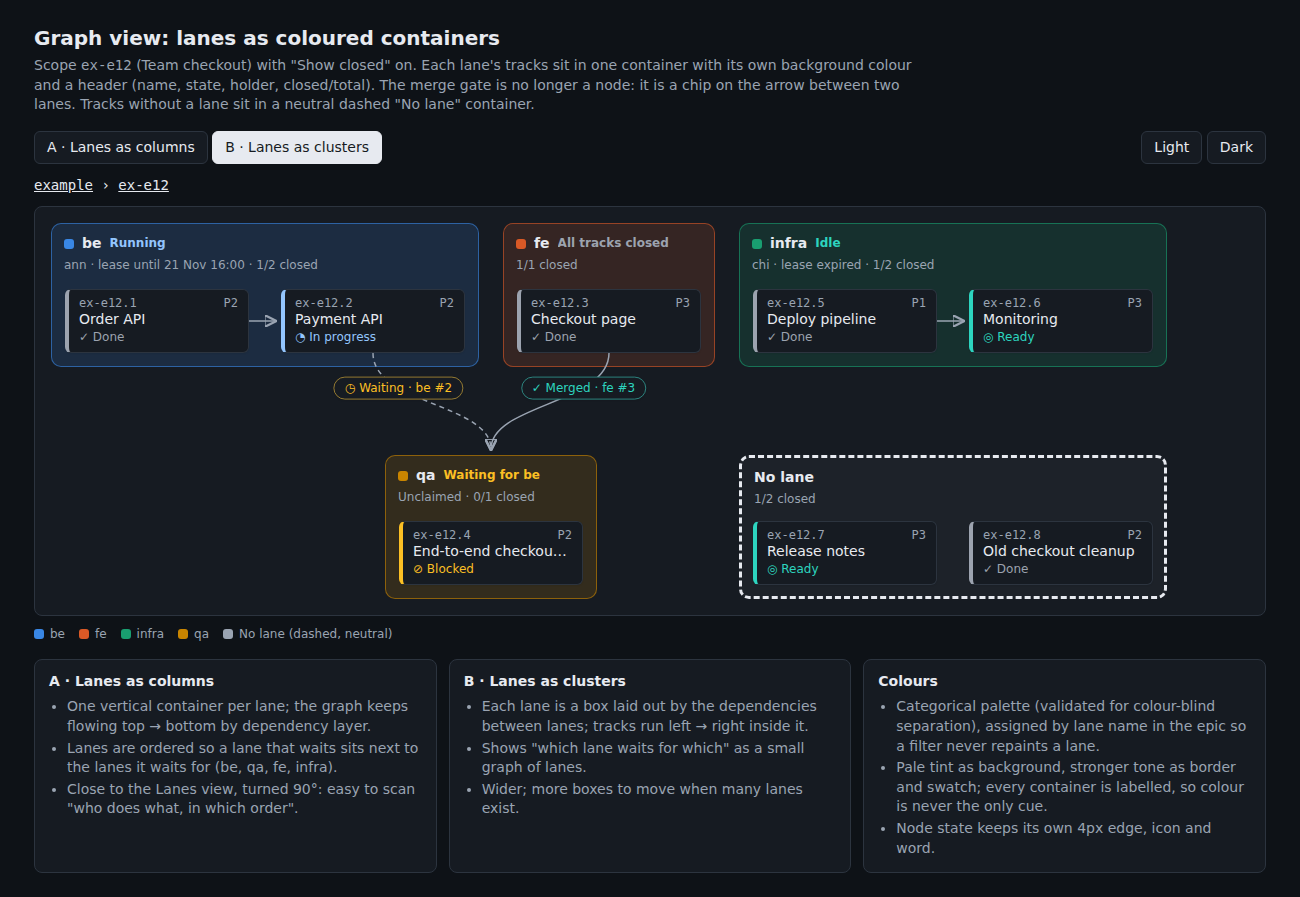 Graph view: lanes as coloured containers
Scope ex-e12 (Team checkout) with "Show closed" on. Each lane's tracks sit in one container with its own background colour
and a header (name, state, holder, closed/total). The merge gate is no longer a node: it is a chip on the arrow between two
lanes. Tracks without a lane sit in a neutral dashed "No lane" container.
A · Lanes as columns
B · Lanes as clusters
Light
Dark
example › ex-e12
be Running
ann · lease until 21 Nov 16:00 · 1/2 closed
ex-e12.1 P2
Order API
✓ Done
ex-e12.2 P2
Payment API
◔ In progress
fe All tracks closed
1/1 closed
ex-e12.3 P3
Checkout page
✓ Done
infra Idle
chi · lease expired · 1/2 closed
ex-e12.5 P1
Deploy pipeline
✓ Done
ex-e12.6 P3
Monitoring
◎ Ready
◷ Waiting · be #2
✓ Merged · fe #3
qa Waiting for be
Unclaimed · 0/1 closed
ex-e12.4 P2
End-to-end checkou…
⊘ Blocked
No lane
1/2 closed
ex-e12.7 P3
Release notes
◎ Ready
ex-e12.8 P2
Old checkout cleanup
✓ Done
be
fe
infra
qa
No lane (dashed, neutral)
A · Lanes as columns
• One vertical container per lane; the graph keeps
flowing top → bottom by dependency layer.
• Lanes are ordered so a lane that waits sits next to
the lanes it waits for (be, qa, fe, infra).
• Close to the Lanes view, turned 90°: easy to scan
"who does what, in which order".
B · Lanes as clusters
• Each lane is a box laid out by the dependencies
between lanes; tracks run left → right inside it.
• Shows "which lane waits for which" as a small
graph of lanes.
• Wider; more boxes to move when many lanes
exist.
Colours
• Categorical palette (validated for colour-blind
separation), assigned by lane name in the epic so
a filter never repaints a lane.
• Pale tint as background, stronger tone as border
and swatch; every container is labelled, so colour
is never the only cue.
• Node state keeps its own 4px edge, icon and
word.